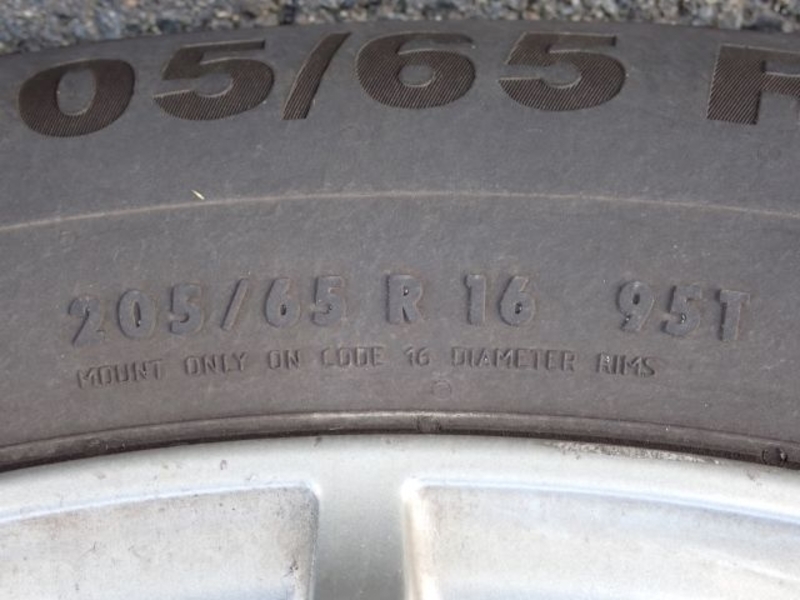 05/65 R
205/65 R 16 95T
MOUNT ONLY ON CODE 16 DIAMETER RIMS